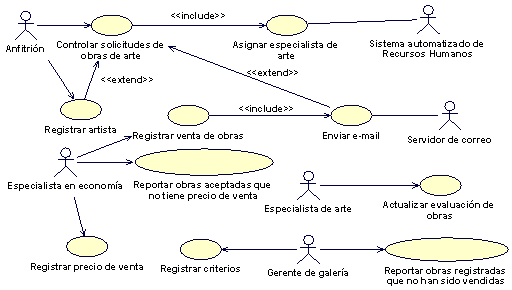 <<include>>
Anfitrión
Controlar solicitudes de
obras de arte
Asignar especialista de
arte
Sistema automatizado de
Recursos Humanos
<<extend>>
<<extend>>
Registrar artista
<<include>>
Registrar venta de obras
Enviar e-mail
Servidor de correo
Especialista en economía
Reportar obras aceptadas que
no tiene precio de venta
Especialista de arte
Actualizar evaluación de
obras
Registrar precio de venta
Registrar criterios
Gerente de galería
Reportar obras registradas
que no han sido vendidas